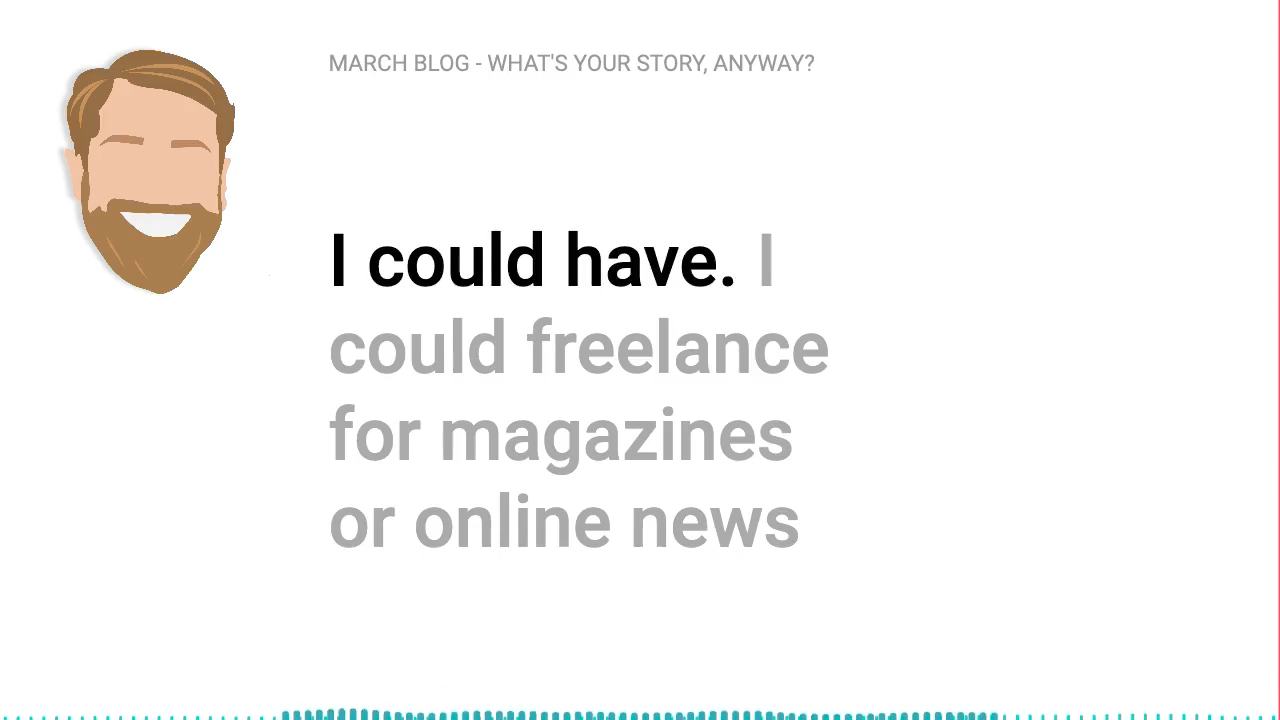 MARCH BLOG - WHAT'S YOUR STORY, ANYWAY?
I could have. I
could freelance
for magazines
or online news